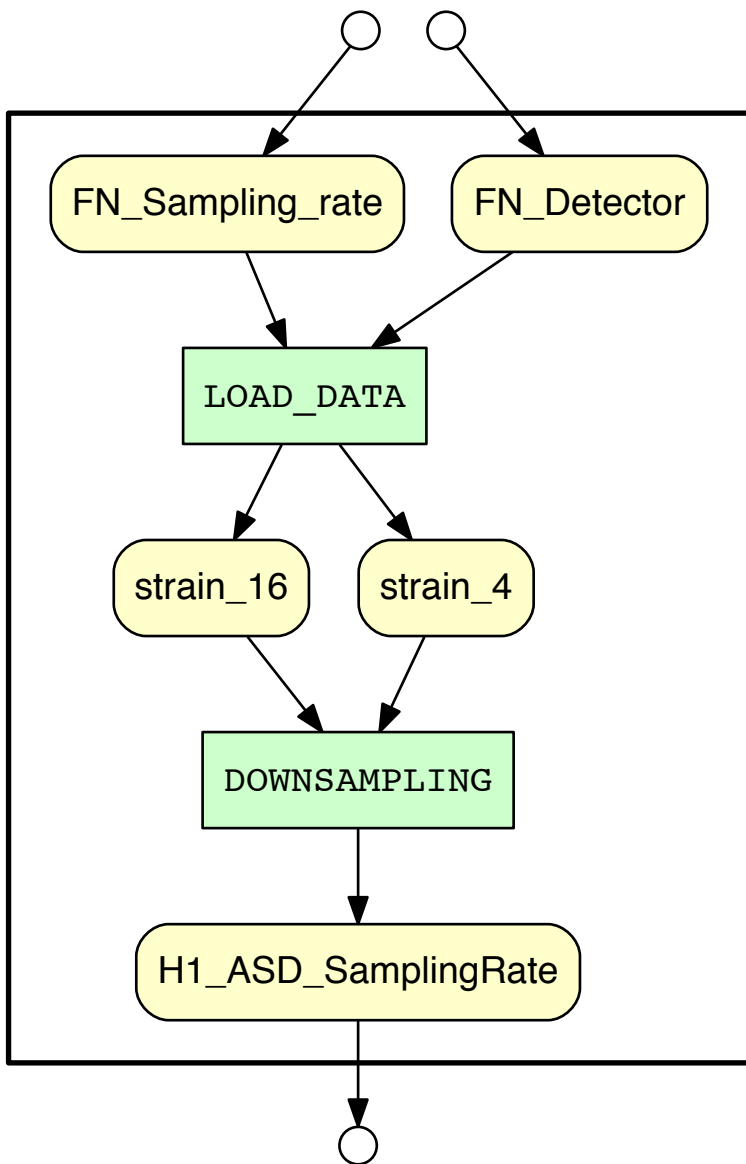 FN_Sampling_rate
FN_Detector
LOAD_DATA
strain_16
strain_4
DOWNSAMPLING
H1_ASD_SamplingRate